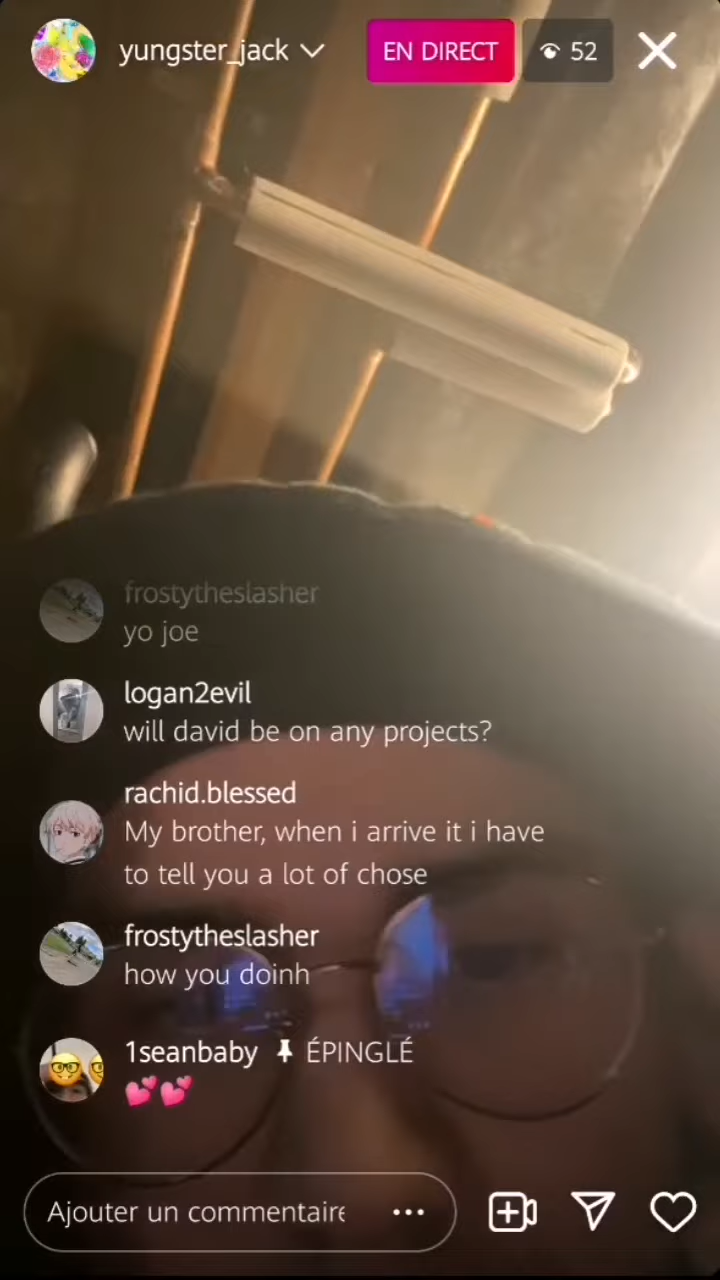 yungster_jack
EN DIRECT
52
frostytheslasher
yo joe
logan2evil
will david be on any projects?
rachid.blessed
My brother, when i arrive it i have
to tell you a lot of chose
frostytheslasher
how you doinh
1seanbaby ÉPINGLÉ
💕💕
Ajouter un commentaire